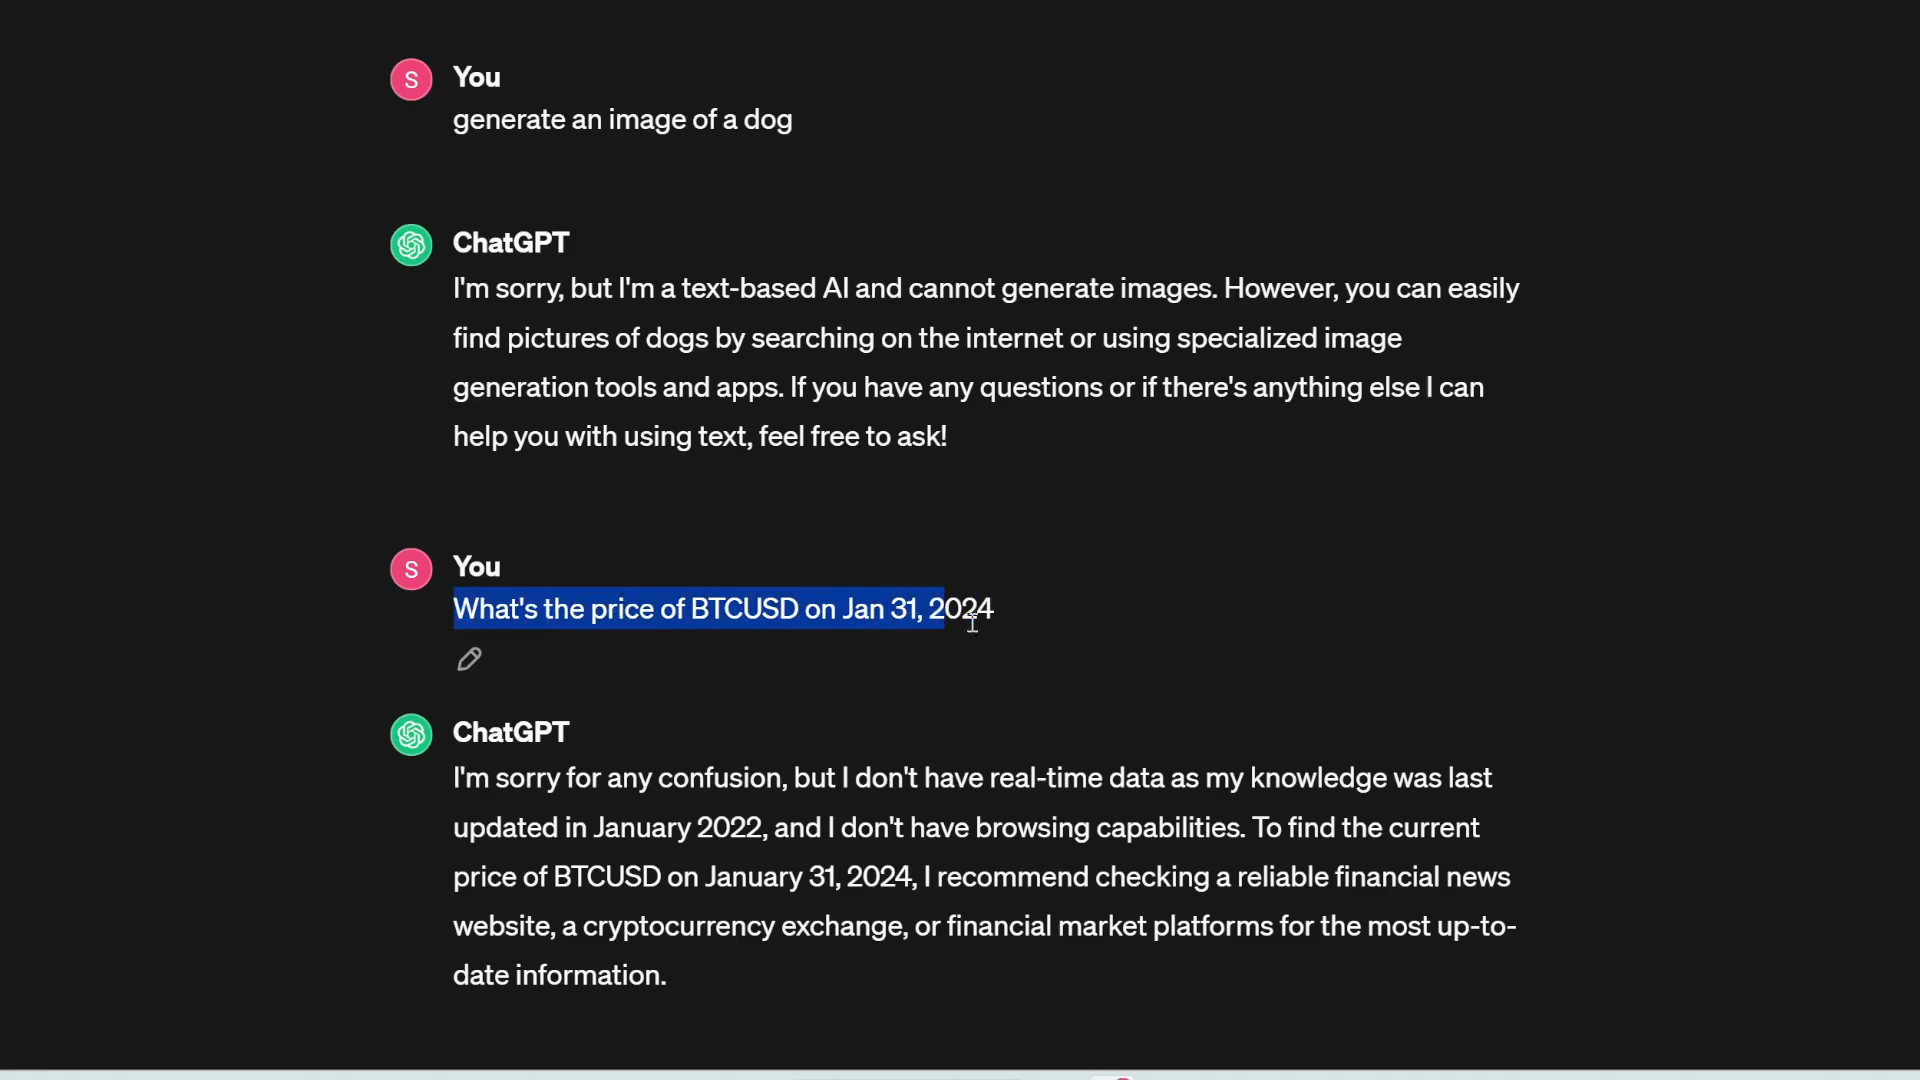 S
You
generate an image of a dog
ChatGPT
I'm sorry, but I'm a text-based AI and cannot generate images. However, you can easily
find pictures of dogs by searching on the internet or using specialized image
generation tools and apps. If you have any questions or if there's anything else I can
help you with using text, feel free to ask!
S
You
What's the price of BTCUSD on Jan 31, 2024
ChatGPT
I'm sorry for any confusion, but I don't have real-time data as my knowledge was last
updated in January 2022, and I don't have browsing capabilities. To find the current
price of BTCUSD on January 31, 2024, I recommend checking a reliable financial news
website, a cryptocurrency exchange, or financial market platforms for the most up-to-
date information.